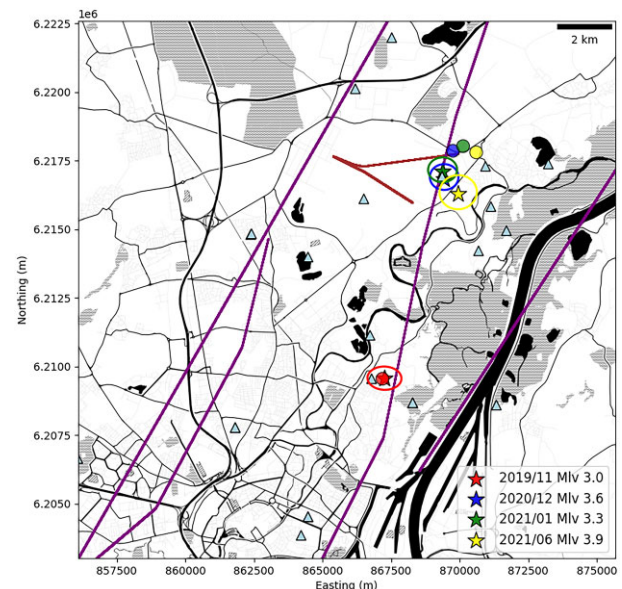 1e6
2 km
6.2225
6.2200
6.2175
6.2150
6.2125
6.2100
6.2075
6.2050
Northing (m)
2019/11 Mlv 3.0
2020/12 Mlv 3.6
2021/01 Mlv 3.3
2021/06 Mlv 3.9
857500 860000 862500 865000 867500 870000 872500 875000
Easting (m)